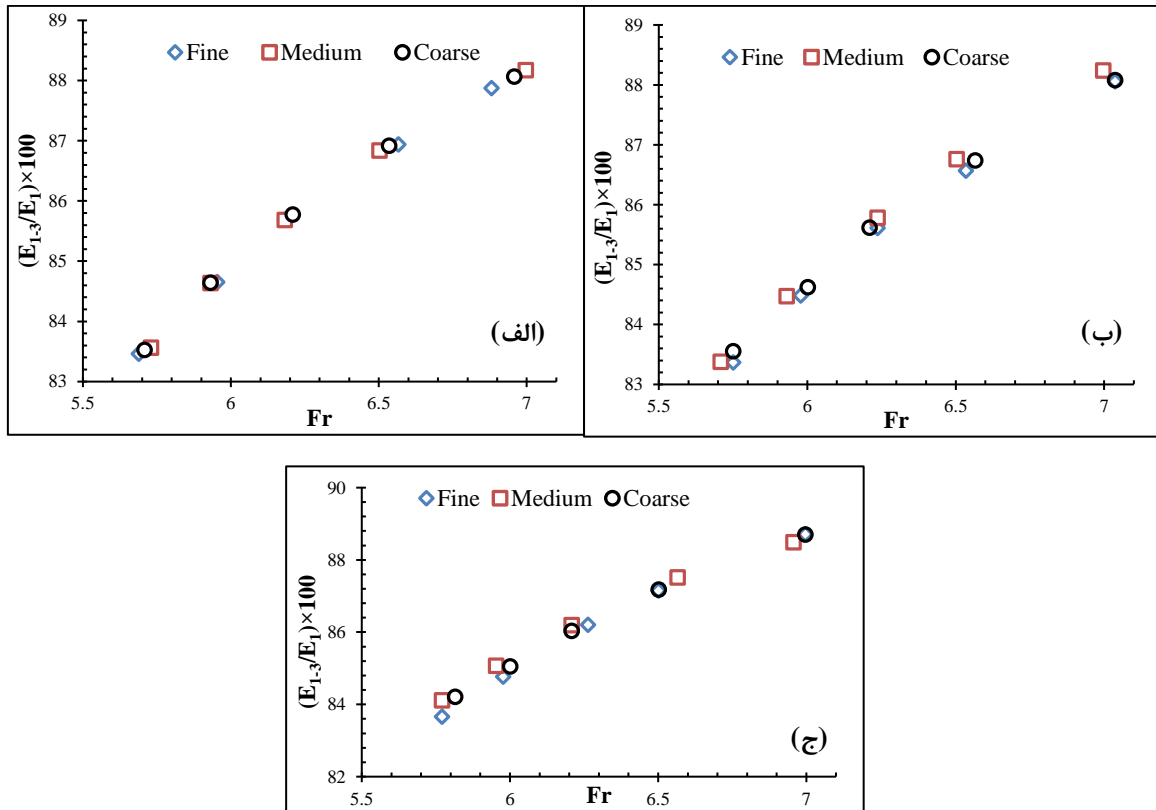 89
88
87
86
85
84
83
5.5 6 6.5 7
Fr
(E1-3/E1)×100
Fine Medium Coarse
(الف)
89
88
87
86
85
84
83
5.5 6 6.5 7
Fr
(E1-3/E1)×100
Fine Medium Coarse
(ب)
90
88
86
84
82
5.5 6 6.5 7
Fr
(E1-3/E1)×100
Fine Medium Coarse
(ج)